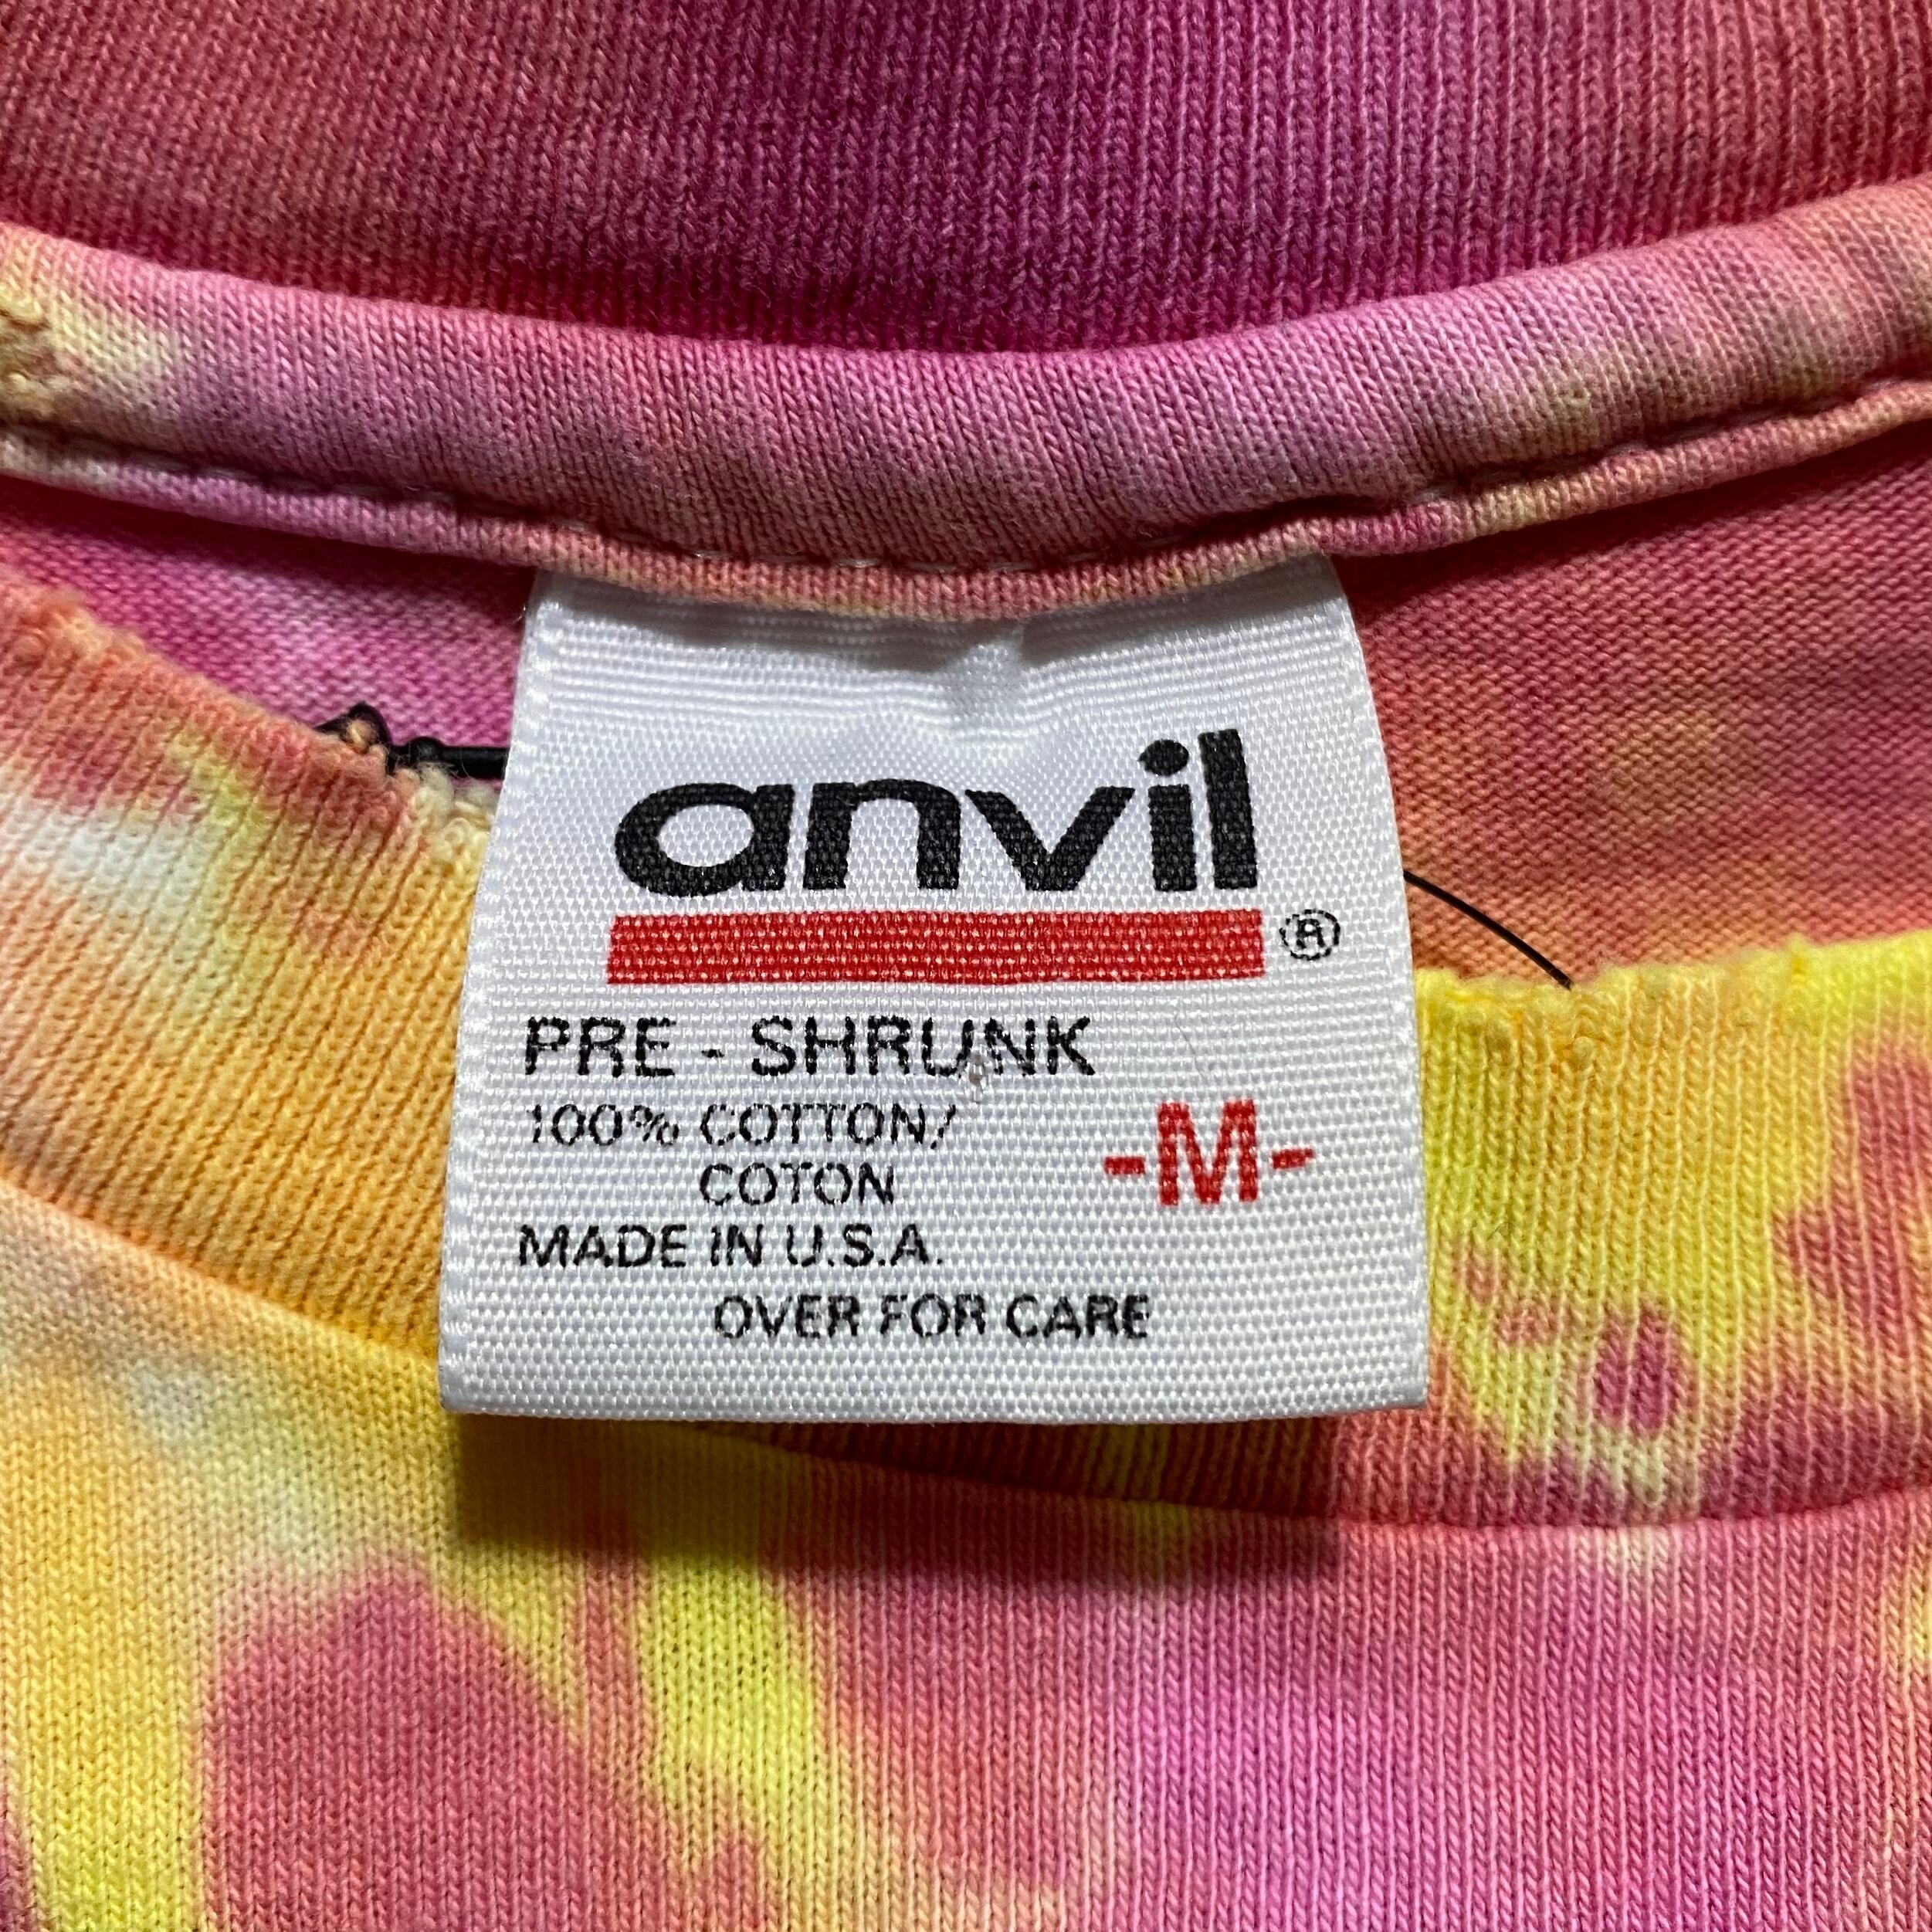 anvil
®
PRE - SHRUNK
100% COTTON/
COTON
-M-
MADE IN U.S.A.
OVER FOR CARE